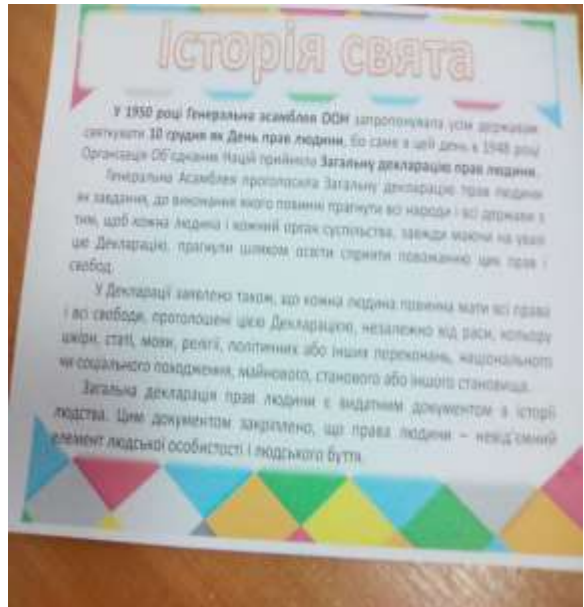 Історія свята
У 1950 році Генеральна асамблея ООН запропонувала усім державам
святкувати 10 грудня як День прав людини, бо саме в цей день в 1948 році
Організація Об'єднаних Націй прийняла Загальну декларацію прав людини.
Генеральна Асамблея проголосила Загальну декларацію прав людини
як завдання, до виконання якого повинні прагнути всі народи і всі держави з
тим, щоб кожна людина і кожний орган суспільства, завжди маючи на увазі
цю Декларацію, прагнули шляхом освіти сприяти поважанню цих прав і
свобод.
У Декларації заявлено також, що кожна людина повинна мати всі права
і всі свободи, проголошені цією Декларацією, незалежно від раси, кольору
шкіри, статі, мови, релігії, політичних або інших переконань, національного
чи соціального походження, майнового, станового або іншого становища.
Загальна декларація прав людини є видатним документом в історії
людства. Цим документом закріплено, що права людини – невід'ємний
елемент людської особистості і людського буття.